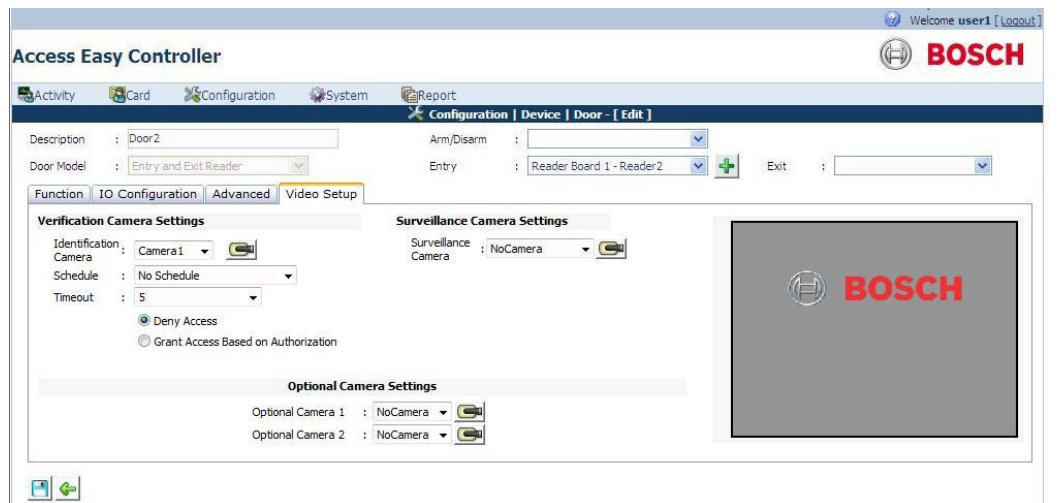 Welcome user1 [ Logout ]
Access Easy Controller
BOSCH
Activity Card Configuration System Report
Configuration | Device | Door - [ Edit ]
Description : Door2 Arm/Disarm :
Door Model : Entry and Exit Reader Entry : Reader Board 1 - Reader2 Exit :
Function IO Configuration Advanced Video Setup
Verification Camera Settings Surveillance Camera Settings
Identification Camera : Camera1 Surveillance Camera : NoCamera
Schedule : No Schedule
Timeout : 5
BOSCH
Deny Access
Grant Access Based on Authorization
Optional Camera Settings
Optional Camera 1 : NoCamera
Optional Camera 2 : NoCamera